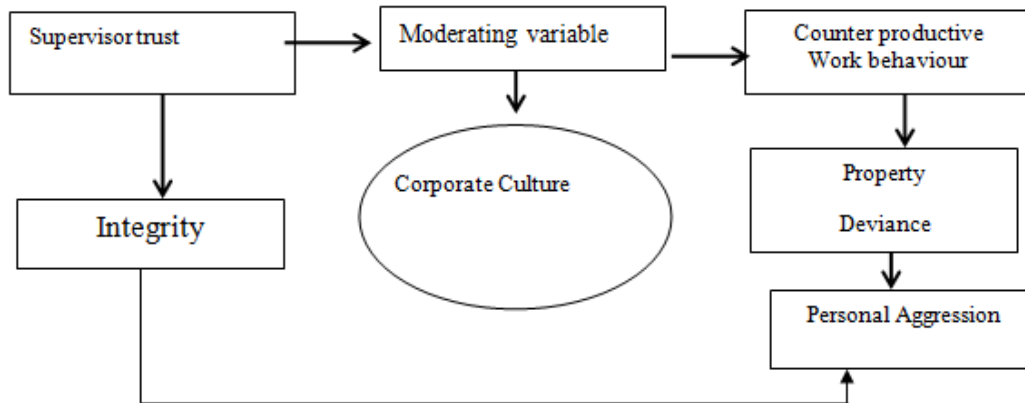 Supervisor trust
Moderating variable
Counter productive
Work behaviour
Corporate Culture
Property
Deviance
Integrity
Personal Aggression